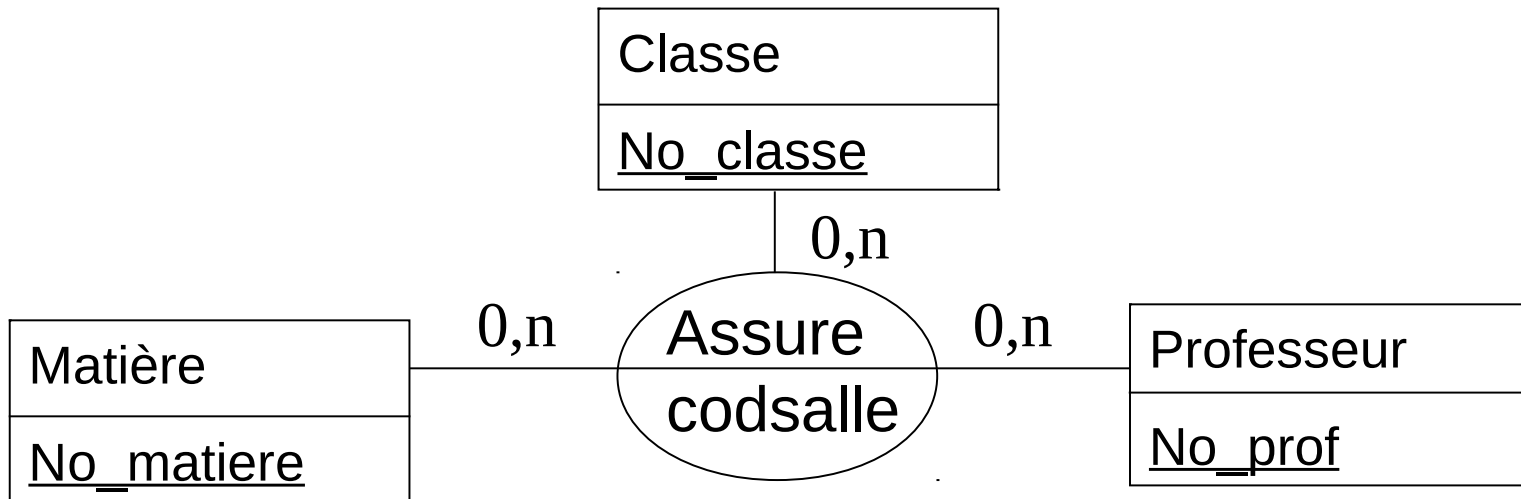 Classe
No_classe
0,n
0,n
Assure
0,n
Matière
Professeur
codsalle
No_matiere
No_prof